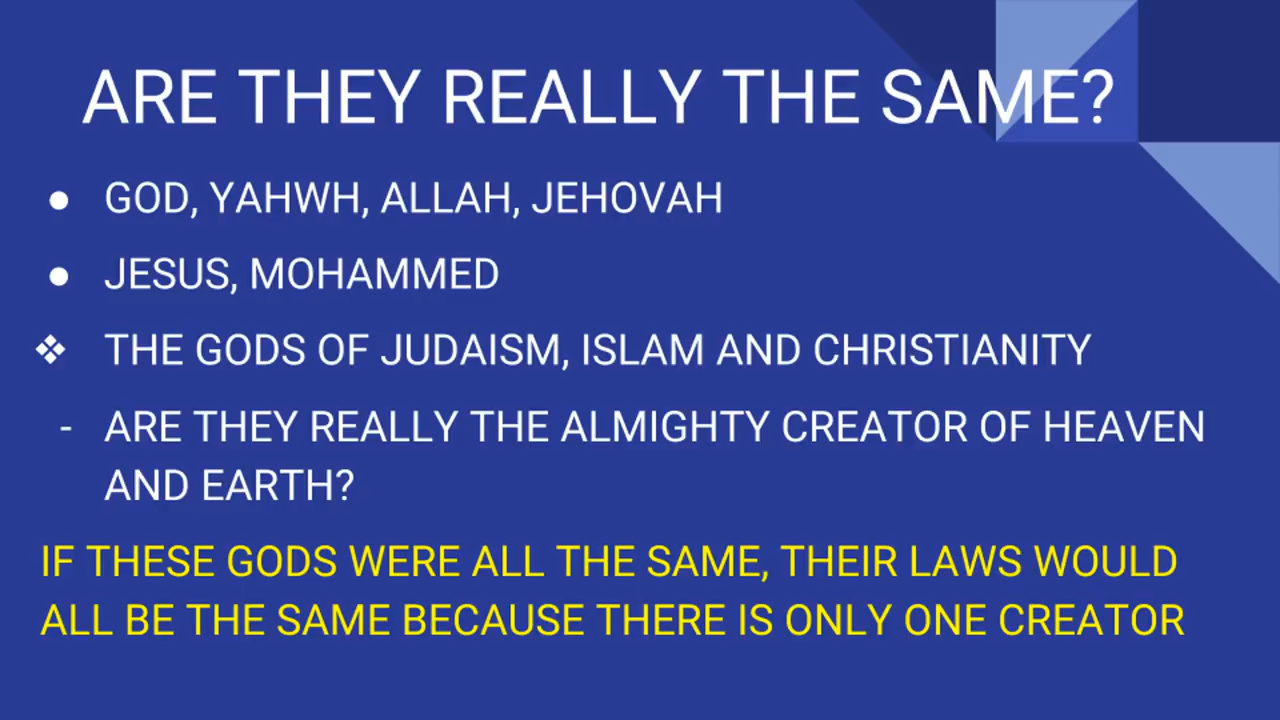 ARE THEY REALLY THE SAME?
● GOD, YAHWH, ALLAH, JEHOVAH
● JESUS, MOHAMMED
❖ THE GODS OF JUDAISM, ISLAM AND CHRISTIANITY
- ARE THEY REALLY THE ALMIGHTY CREATOR OF HEAVEN
AND EARTH?
IF THESE GODS WERE ALL THE SAME, THEIR LAWS WOULD
ALL BE THE SAME BECAUSE THERE IS ONLY ONE CREATOR